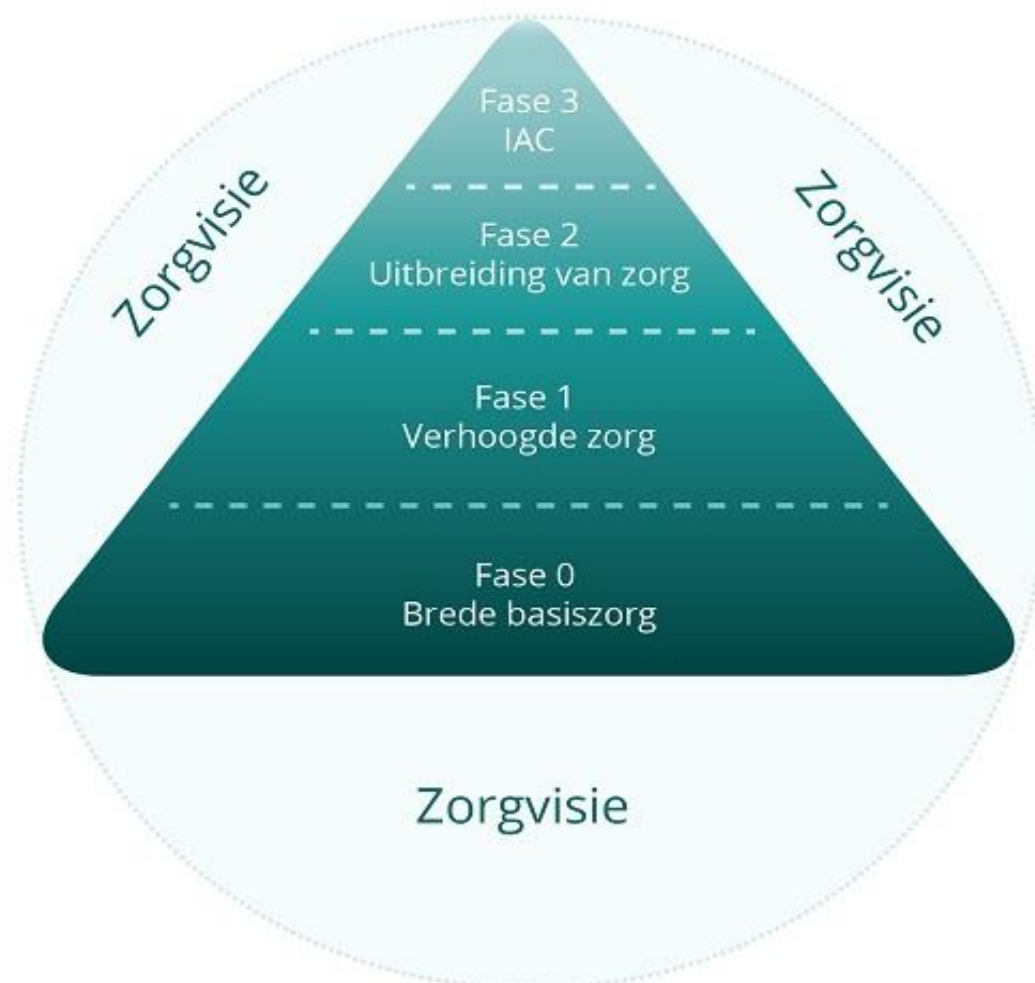 Fase 3
IAC
Zorgvisie
Zorgvisie
Fase 2
Uitbreiding van zorg
Fase 1
Verhoogde zorg
Fase 0
Brede basiszorg
Zorgvisie